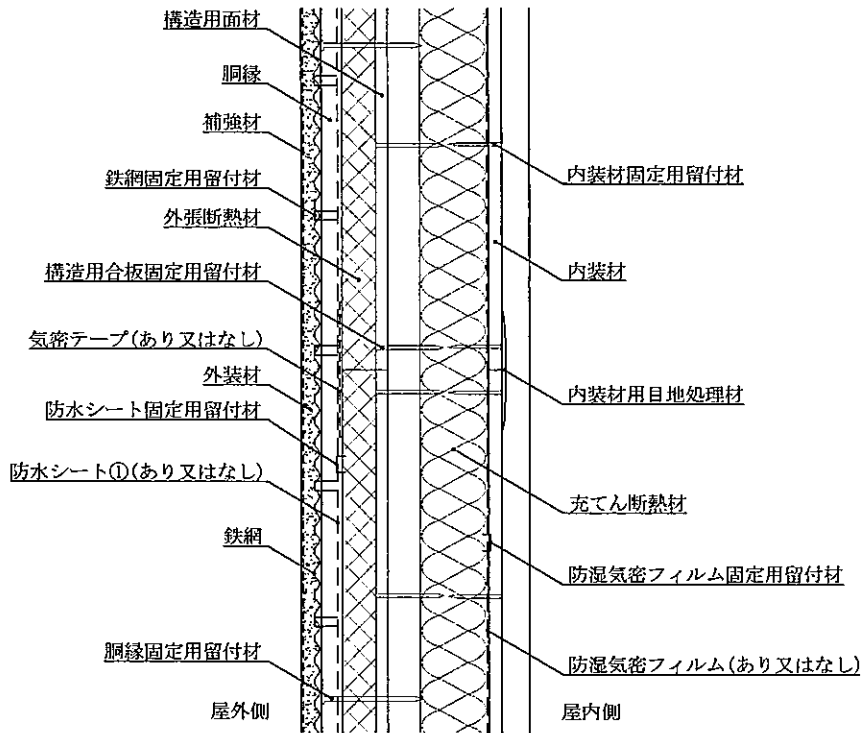 構造用面材
胴縁
補強材
鉄網固定用留付材
外張断熱材
構造用合板固定用留付材
気密テープ(あり又はなし)
外装材
防水シート固定用留付材
防水シート①(あり又はなし)
鉄網
胴縁固定用留付材
屋外側
内装材固定用留付材
内装材
内装材用目地処理材
充てん断熱材
防湿気密フィルム固定用留付材
防湿気密フィルム(あり又はなし)
屋内側